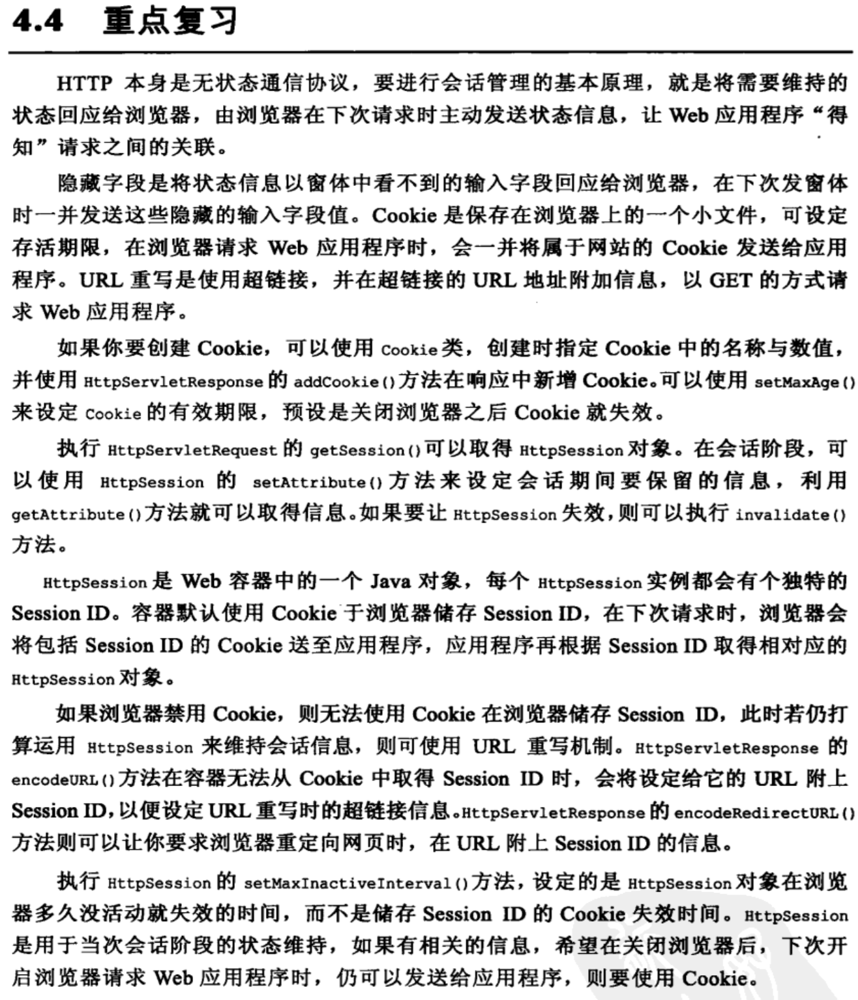 4.4 重点复习
HTTP 本身是无状态通信协议，要进行会话管理的基本原理，就是将需要维持的
状态回应给浏览器，由浏览器在下次请求时主动发送状态信息，让 Web 应用程序“得
知”请求之间的关联。
隐藏字段是将状态信息以窗体中看不到的输入字段回应给浏览器，在下次发窗体
时一并发送这些隐藏的输入字段值。Cookie 是保存在浏览器上的一个小文件，可设定
存活期限，在浏览器请求 Web 应用程序时，会一并将属于网站的 Cookie 发送给应用
程序。URL 重写是使用超链接，并在超链接的 URL 地址附加信息，以 GET 的方式请
求 Web 应用程序。
如果你要创建 Cookie，可以使用 Cookie 类，创建时指定 Cookie 中的名称与数值，
并使用 HttpServletResponse 的 addCookie()方法在响应中新增 Cookie。可以使用 setMaxAge()
来设定 Cookie 的有效期限，预设是关闭浏览器之后 Cookie 就失效。
执行 HttpServletRequest 的 getSession()可以取得 HttpSession 对象。在会话阶段，可
以使用 HttpSession 的 setAttribute()方法来设定会话期间要保留的信息，利用
getAttribute()方法就可以取得信息。如果要让 HttpSession 失效，则可以执行 invalidate()
方法。
HttpSession 是 Web 容器中的一个 Java 对象，每个 HttpSession 实例都会有个独特的
Session ID。容器默认使用 Cookie 于浏览器储存 Session ID，在下次请求时，浏览器会
将包括 Session ID 的 Cookie 送至应用程序，应用程序再根据 Session ID 取得相对应的
HttpSession 对象。
如果浏览器禁用 Cookie，则无法使用 Cookie 在浏览器储存 Session ID，此时若仍打
算运用 HttpSession 来维持会话信息，则可使用 URL 重写机制。HttpServletResponse 的
encodeURL()方法在容器无法从 Cookie 中取得 Session ID 时，会将设定给它的 URL 附上
Session ID，以便设定 URL 重写时的超链接信息。HttpServletResponse 的 encodeRedirectURL()
方法则可以让你要求浏览器重定向网页时，在 URL 附上 Session ID 的信息。
执行 HttpSession 的 setMaxInactiveInterval()方法，设定的是 HttpSession 对象在浏览
器多久没活动就失效的时间，而不是储存 Session ID 的 Cookie 失效时间。HttpSession
是用于当次会话阶段的状态维持，如果有相关的信息，希望在关闭浏览器后，下次开
启浏览器请求 Web 应用程序时，仍可以发送给应用程序，则要使用 Cookie。